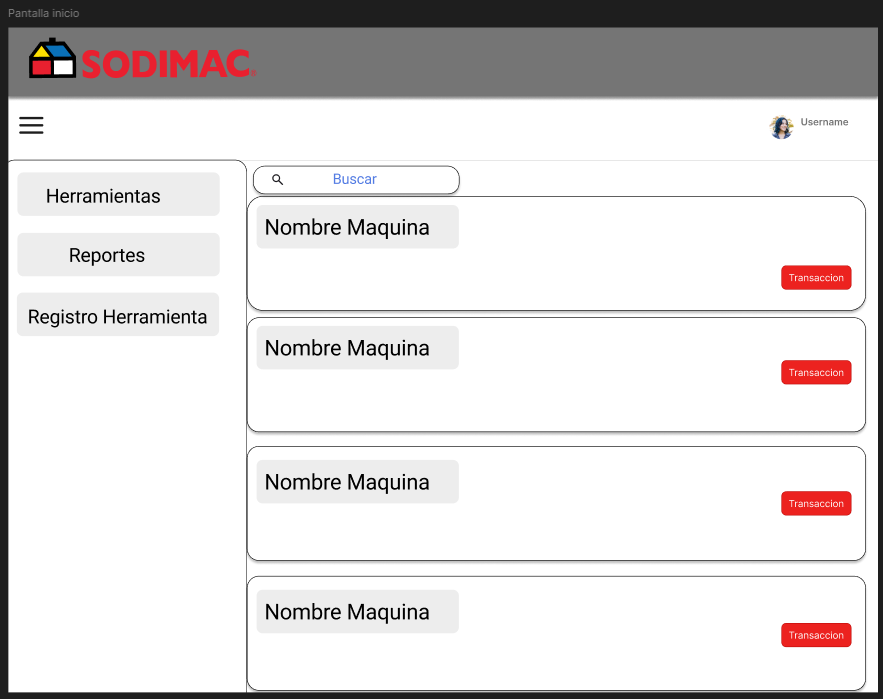 Pantalla inicio
SODIMAC®
Username
Herramientas
Reportes
Registro Herramienta
Buscar
Nombre Maquina
Transaccion
Nombre Maquina
Transaccion
Nombre Maquina
Transaccion
Nombre Maquina
Transaccion